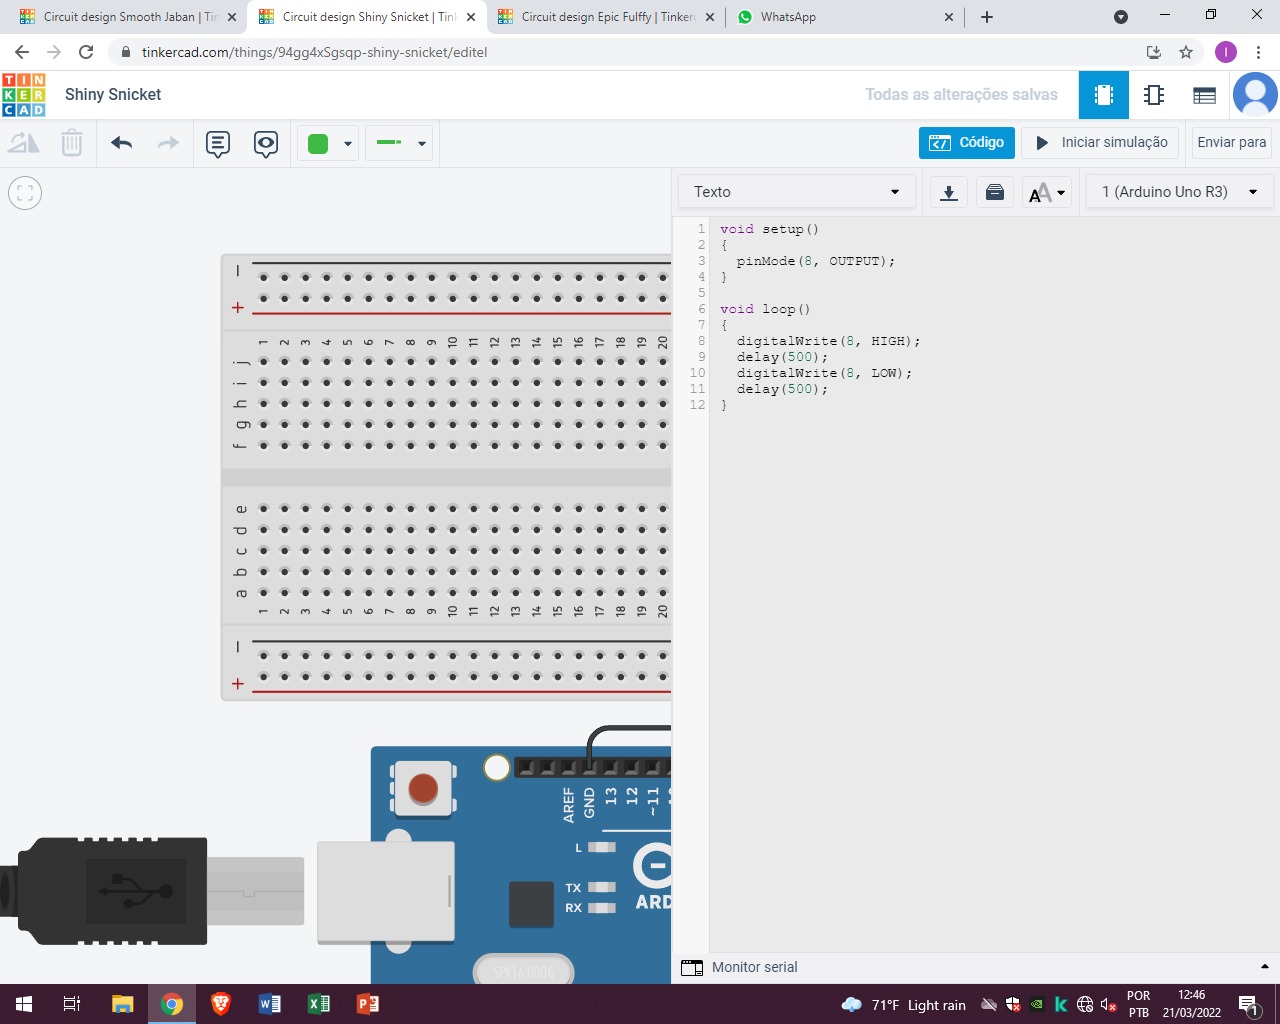 Circuit design Smooth Jaban | Tin
Circuit design Shiny Snicket | Tink
Circuit design Epic Fulffy | Tinkerc
WhatsApp
tinkercad.com/things/94gg4xSgsqp-shiny-snicket/editel
I
TIN
KER
CAD
Shiny Snicket
Todas as alterações salvas
Código
Iniciar simulação
Enviar para
Texto
AA
1 (Arduino Uno R3)
1 void setup()
2 {
3 pinMode(8, OUTPUT);
4 }
5
6 void loop()
7 {
8 digitalWrite(8, HIGH);
9 delay(500);
10 digitalWrite(8, LOW);
11 delay(500);
12 }
1 2 3 4 5 6 7 8 9 10 11 12 13 14 15 16 17 18 19 20
j
i
h
g
f
e
d
c
b
a
1 2 3 4 5 6 7 8 9 10 11 12 13 14 15 16 17 18 19 20
AREF GND 13 12 ~11
L
TX
RX
ARD
SPK16.000G
Monitor serial
71°F Light rain
POR
PTB
12:46
21/03/2022
1